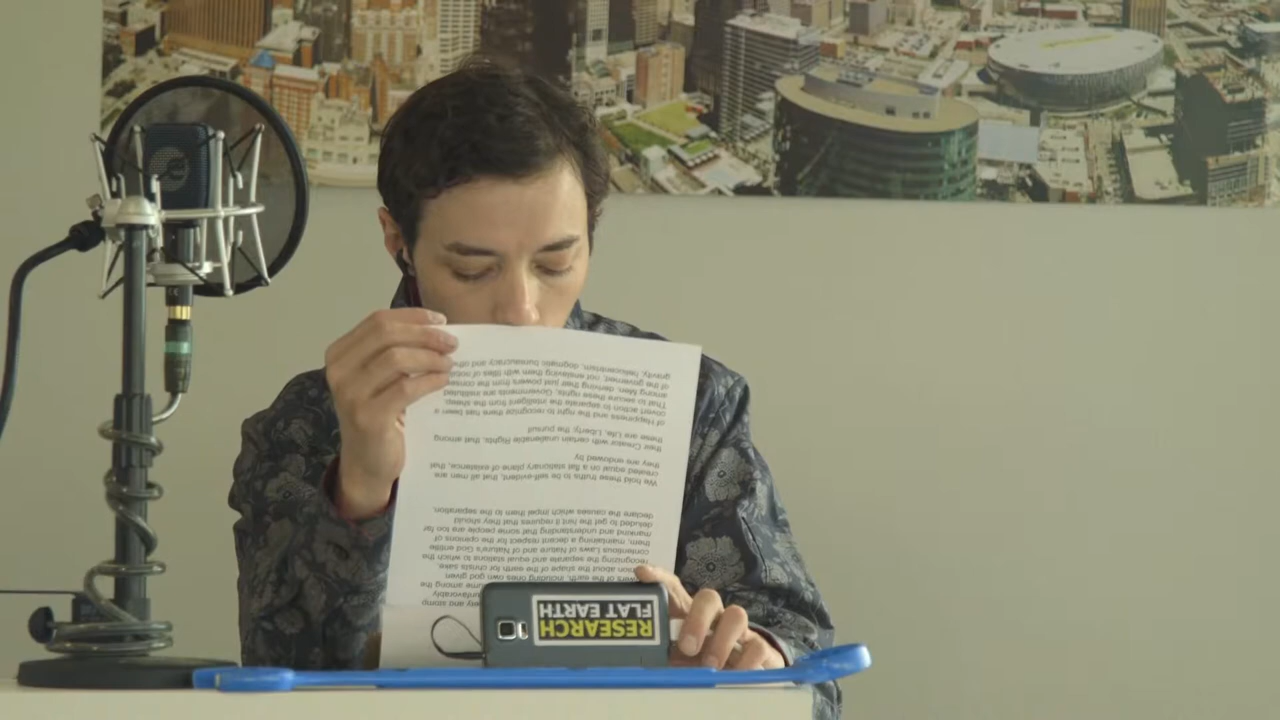 and stomp
among the
of the earth, including ones own god given
about the shape of the earth for christs sake,
recognizing the separate and equal stations to which the
contentious Laws of Nature and of Nature's God entitle
them, maintaining a decent respect for the opinions of
mankind and understanding that some people are too far
deluded to get the hint it requires that they should
declare the causes which impel them to the separation.
We hold these truths to be self-evident, that all men are
created equal on a flat stationary plane of existence, that
they are endowed by
their Creator with certain unalienable Rights, that among
these are Life, Liberty, the pursuit
of Happiness and the right to recognize there has been a
covert action to separate the intelligent from the sheep.
That to secure these rights, Governments are instituted
among Men, deriving their just powers from the
of the governed, not enslaving them with titles of
gravity, heliocentrism, dogmatic bureaucracy and
RESEARCH
FLAT EARTH